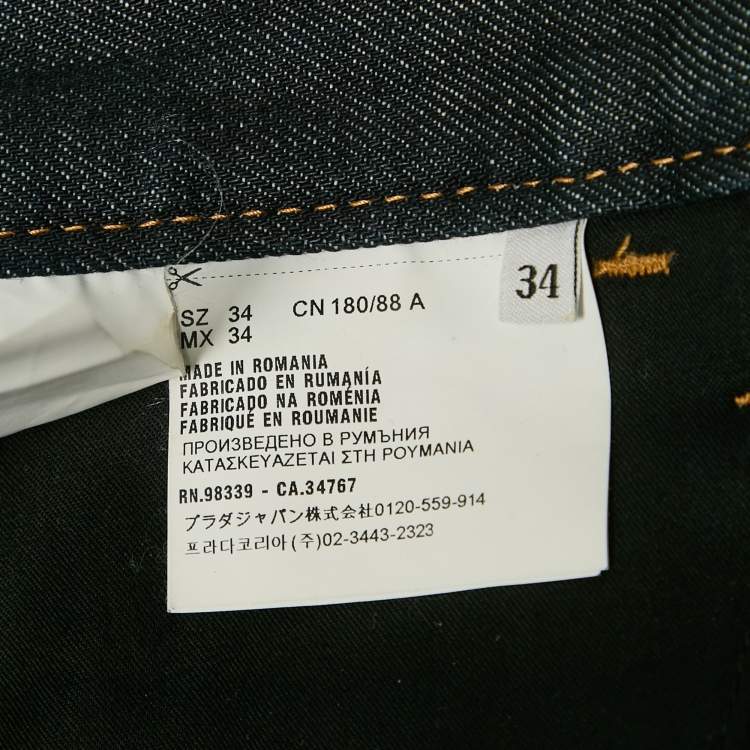 34
SZ 34 CN 180/88 A
MX 34
MADE IN ROMANIA
FABRICADO EN RUMANÍA
FABRICADO NA ROMÉNIA
FABRIQUÉ EN ROUMANIE
ПРОИЗВЕДЕНО В РУМЪНИЯ
ΚΑΤΑΣΚΕΥΑΖΕΤΑΙ ΣΤΗ ΡΟΥΜΑΝΙΑ
RN.98339 - CA.34767
プラダジャパン株式会社0120-559-914
프라다코리아(주)02-3443-2323